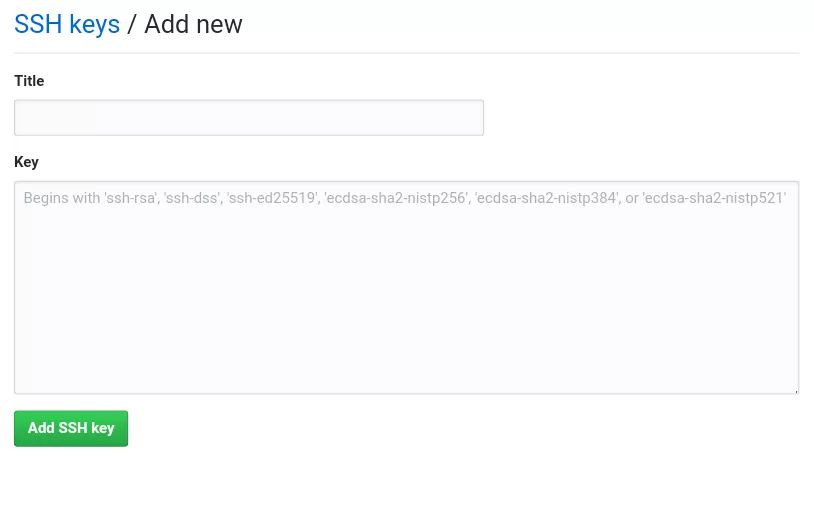 SSH keys / Add new
Title
Key
Begins with 'ssh-rsa', 'ssh-dss', 'ssh-ed25519', 'ecdsa-sha2-nistp256', 'ecdsa-sha2-nistp384', or 'ecdsa-sha2-nistp521'
Add SSH key